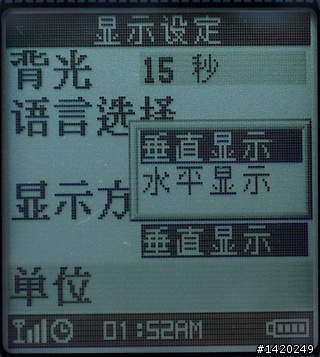 显示设定
背光 15 秒
语言选择
垂直显示
水平显示
显示方
垂直显示
单位
01:52AM
#1420249